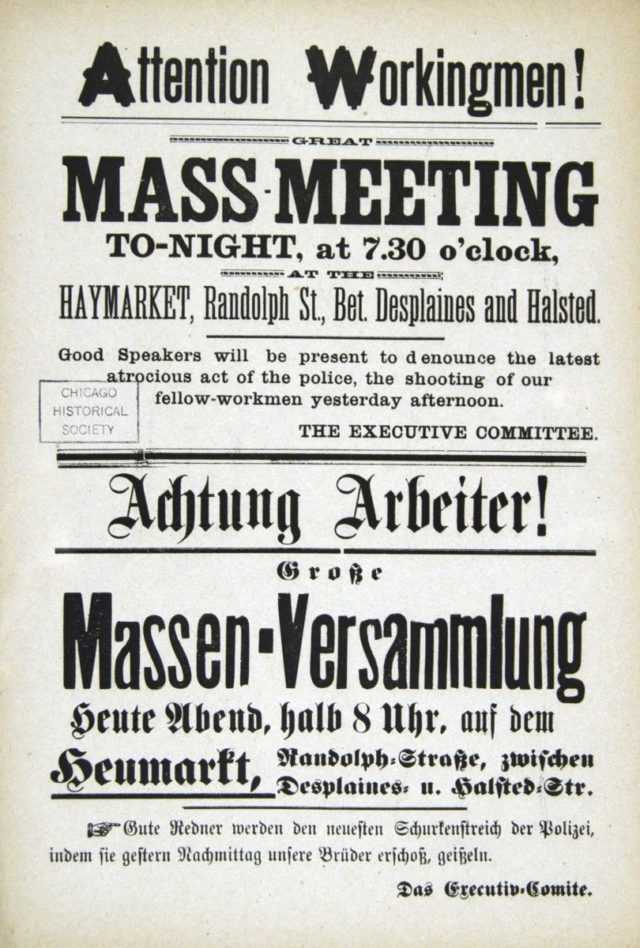 Attention Workingmen!
GREAT
MASS-MEETING
TO-NIGHT, at 7.30 o'clock,
AT THE
HAYMARKET, Randolph St., Bet. Desplaines and Halsted.
Good Speakers will be present to denounce the latest
atrocious act of the police, the shooting of our
fellow-workmen yesterday afternoon.
CHICAGO
HISTORICAL
SOCIETY
THE EXECUTIVE COMMITTEE.
Achtung Arbeiter!
Große
Massen-Versammlung
Heute Abend, halb 8 Uhr, auf dem
Heumarkt, Randolph-Straße, zwischen
Desplaines- u. Halsted-Str.
☞ Gute Redner werden den neuesten Schurkenstreich der Polizei,
indem sie gestern Nachmittag unsere Brüder erschoß, geißeln.
Das Executiv-Comite.